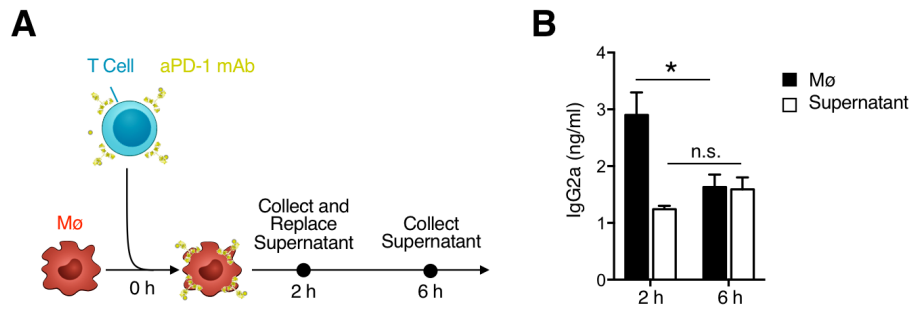 A
T Cell
aPD-1 mAb
Mø
0 h
Collect and
Replace
Supernatant
2 h
Collect
Supernatant
6 h
B
IgG2a (ng/ml)
4
3
2
1
0
*
n.s.
2 h
6 h
Mø
Supernatant